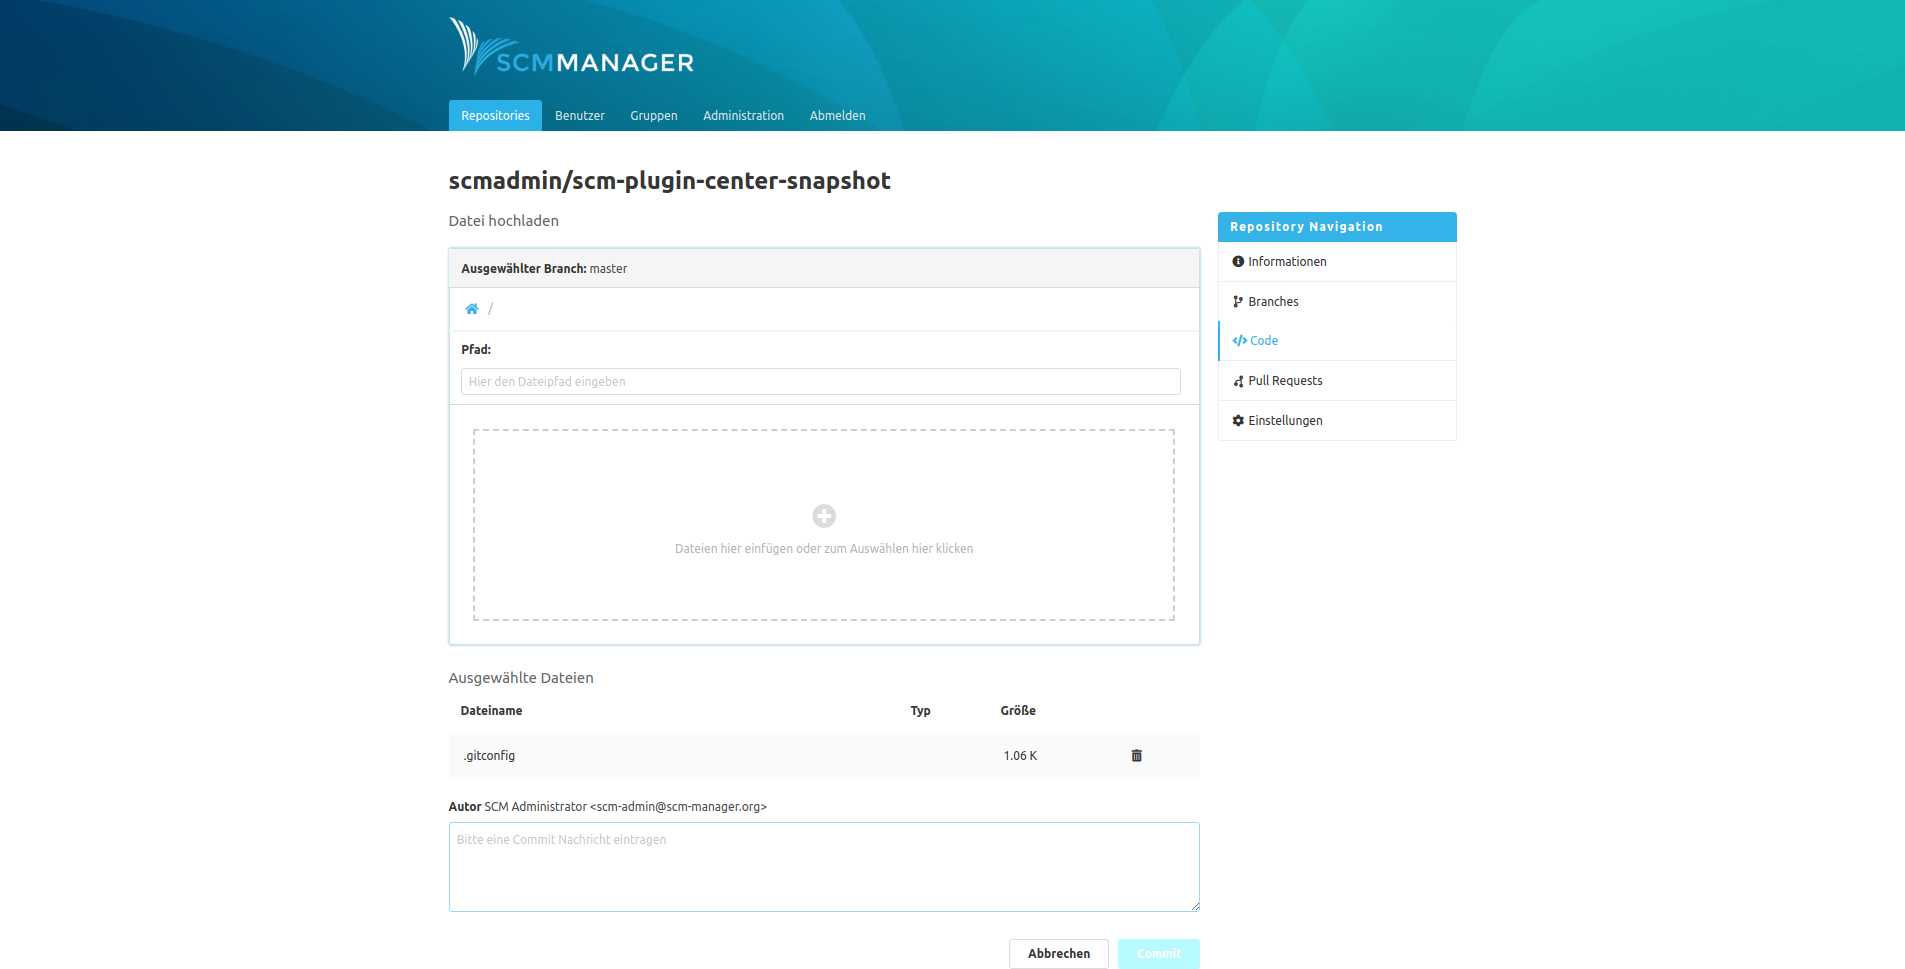 SCMMANAGER
Repositories Benutzer Gruppen Administration Abmelden
scmadmin/scm-plugin-center-snapshot
Datei hochladen
Ausgewählter Branch: master
/
Pfad:
Hier den Dateipfad eingeben
Dateien hier einfügen oder zum Auswählen hier klicken
Repository Navigation
Informationen
Branches
Code
Pull Requests
Einstellungen
Ausgewählte Dateien
Dateiname Typ Größe
.gitconfig 1.06 K
Autor SCM Administrator <scm-admin@scm-manager.org>
Bitte eine Commit Nachricht eintragen
Abbrechen Commit